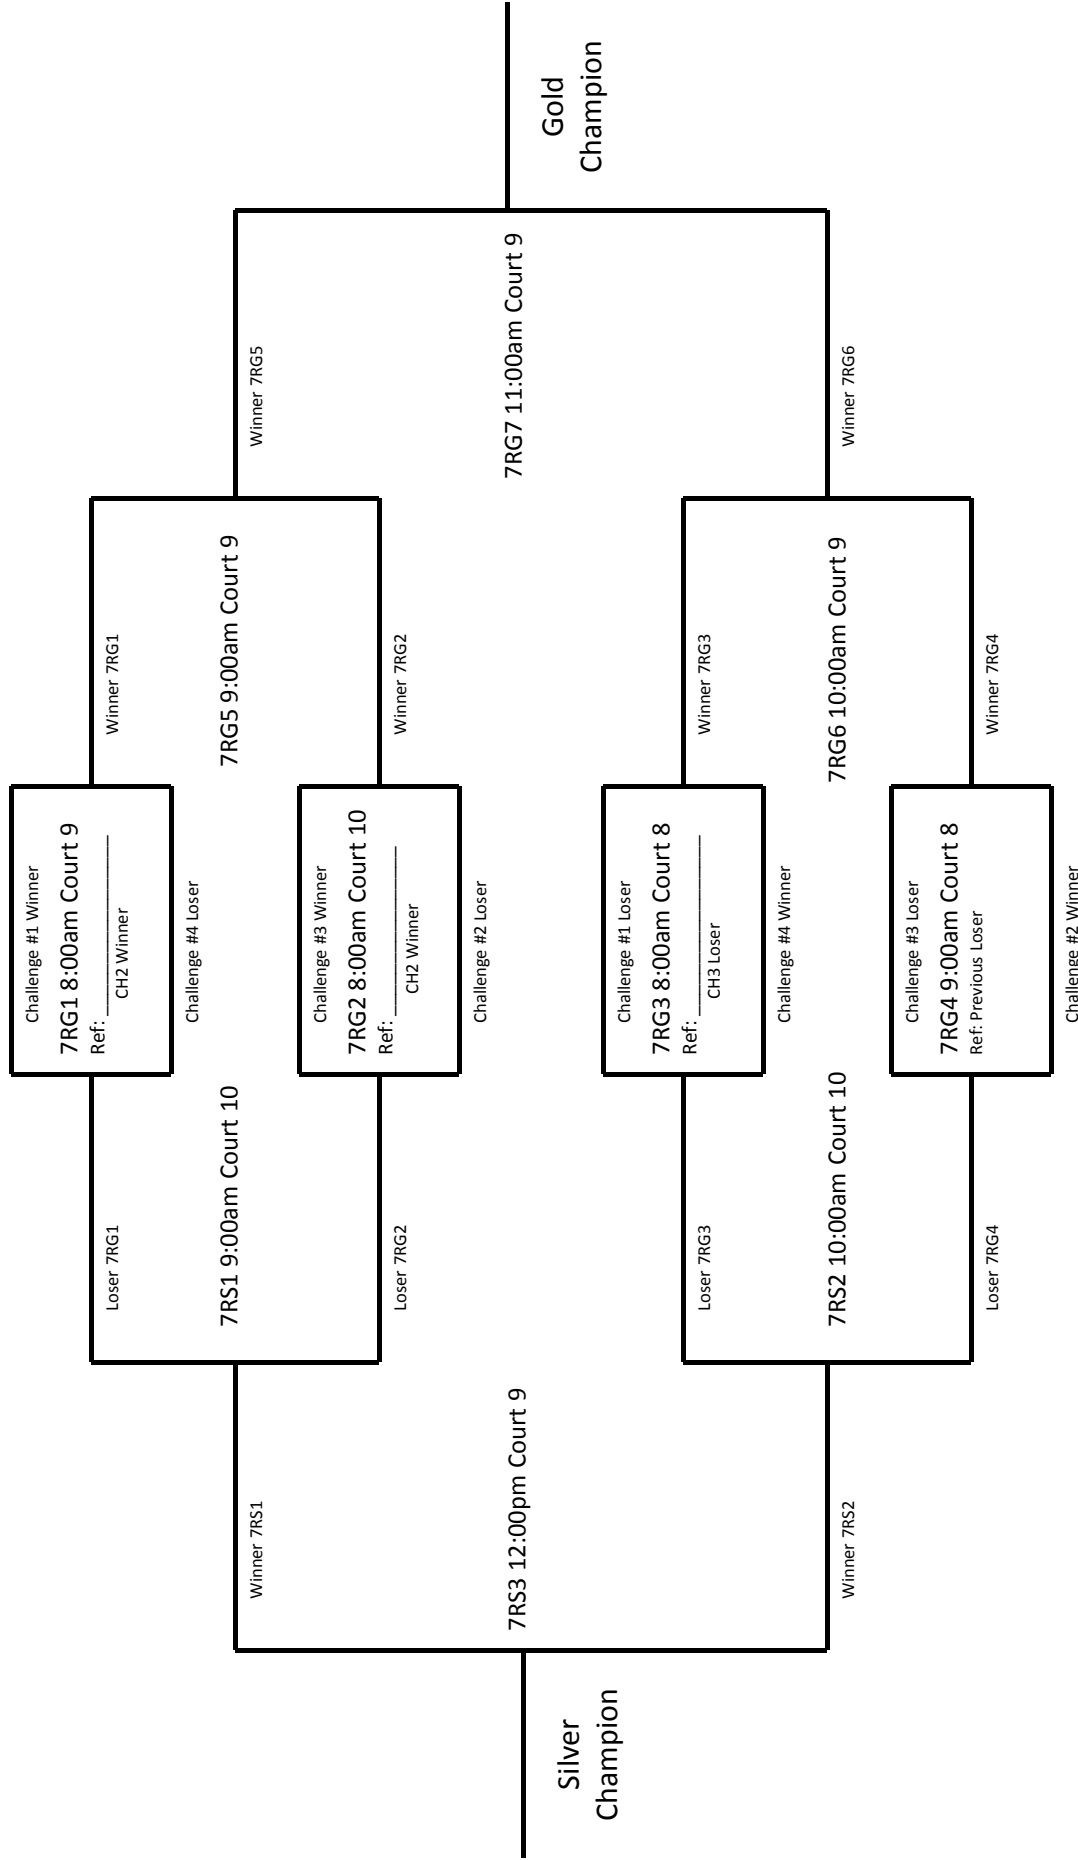 Challenge #1 Winner
7RG1 8:00am Court 9
Ref: ________________
CH2 Winner
Challenge #4 Loser
Challenge #3 Winner
7RG2 8:00am Court 10
Ref: ________________
CH2 Winner
Challenge #2 Loser
Challenge #1 Loser
7RG3 8:00am Court 8
Ref: ________________
CH3 Loser
Challenge #4 Winner
Challenge #3 Loser
7RG4 9:00am Court 8
Ref: Previous Loser
Challenge #2 Winner
Loser 7RG1
7RS1 9:00am Court 10
Loser 7RG2
Loser 7RG3
7RS2 10:00am Court 10
Loser 7RG4
Winner 7RS1
7RS3 12:00pm Court 9
Winner 7RS2
Silver
Champion
Winner 7RG1
7RG5 9:00am Court 9
Winner 7RG2
Winner 7RG3
7RG6 10:00am Court 9
Winner 7RG4
Winner 7RG5
7RG7 11:00am Court 9
Winner 7RG6
Gold
Champion